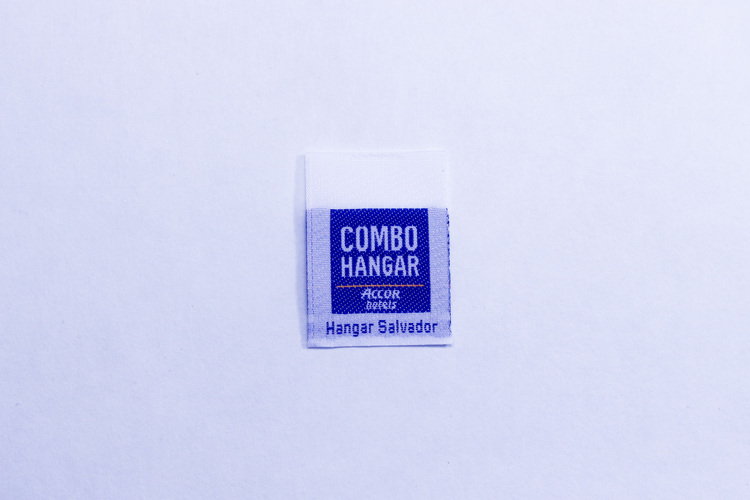 COMBO
HANGAR
Accor
hotels
Hangar Salvador